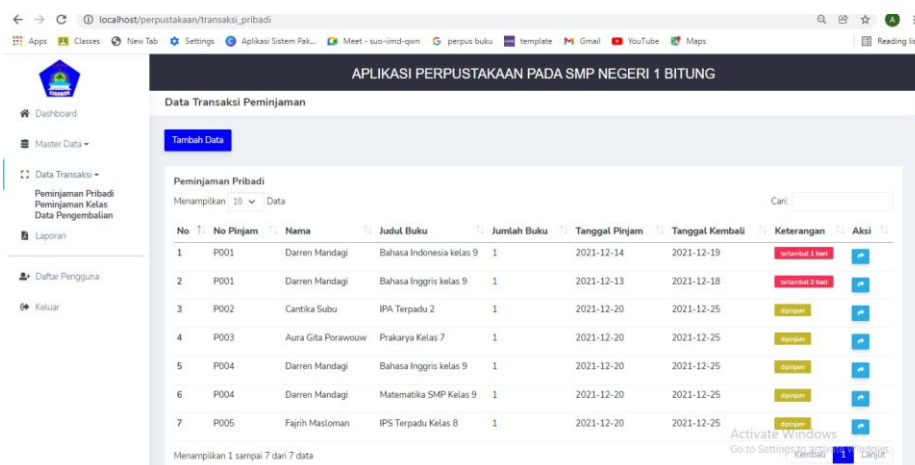 localhost/perpustakaan/transaksi_pribadi
A
Apps Classes New Tab Settings Aplikasi Sistem Pak... Meet - suo-iimd-qwn perpus buku template Gmail YouTube Maps Reading lis
APLIKASI PERPUSTAKAAN PADA SMP NEGERI 1 BITUNG
Data Transaksi Peminjaman
Dashboard
Master Data
Data Transaksi
Peminjaman Pribadi
Peminjaman Kelas
Data Pengembalian
Laporan
Daftar Pengguna
Keluar
Tambah Data
Peminjaman Pribadi
Menampilkan 10 Data Cari:
No No Pinjam Nama Judul Buku Jumlah Buku Tanggal Pinjam Tanggal Kembali Keterangan Aksi
1 P001 Darren Mandagi Bahasa Indonesia kelas 9 1 2021-12-14 2021-12-19 terlambat 1 hari
2 P001 Darren Mandagi Bahasa Inggris kelas 9 1 2021-12-13 2021-12-18 terlambat 2 hari
3 P002 Cantika Subu IPA Terpadu 2 1 2021-12-20 2021-12-25 dipinjam
4 P003 Aura Gita Porawouw Prakarya Kelas 7 1 2021-12-20 2021-12-25 dipinjam
5 P004 Darren Mandagi Bahasa Inggris kelas 9 1 2021-12-20 2021-12-25 dipinjam
6 P004 Darren Mandagi Matematika SMP Kelas 9 1 2021-12-20 2021-12-25 dipinjam
7 P005 Fajrih Masloman IPS Terpadu Kelas 8 1 2021-12-20 2021-12-25 dipinjam
Activate Windows
Go to Settings to activate Windows.
Menampilkan 1 sampai 7 dari 7 data Kembali 1 Lanjut